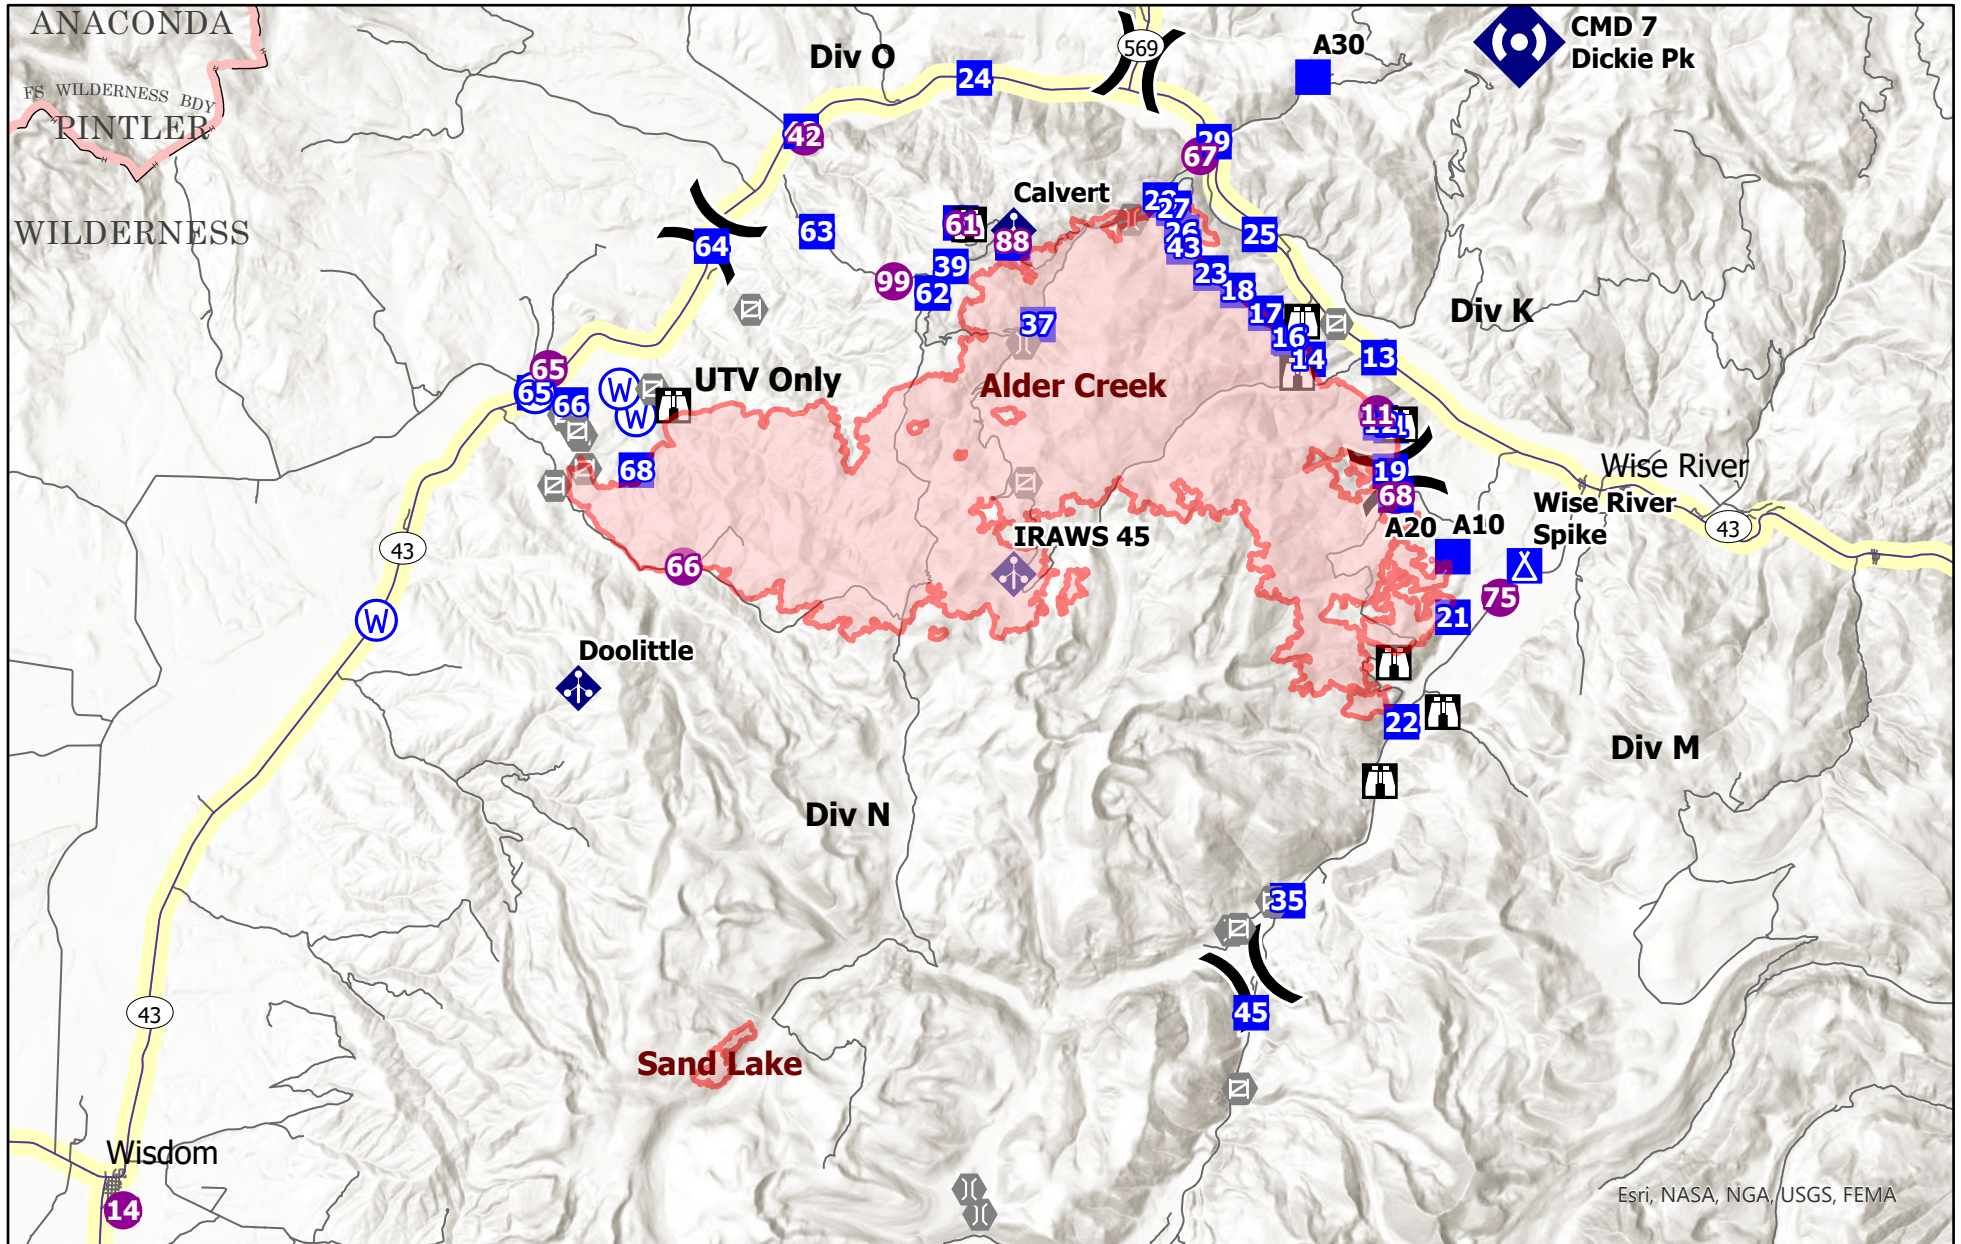 ANACONDA
FS WILDERNESS BDY
PINTLER
WILDERNESS
Div O
24
569
A30
CMD 7
Dickie Pk
42
29
67
Calvert
61
88
63
64
39
99
62
27
26
43
25
23
18
17
16
14
13
37
Div K
65
65
66
W
W
UTV Only
Alder Creek
11
68
19
68
Wise River
Wise River
Spike
43
A20
A10
43
IRAWS 45
66
75
21
W
Doolittle
22
Div M
Div N
35
45
43
Sand Lake
Wisdom
14
Esri, NASA, NGA, USGS, FEMA